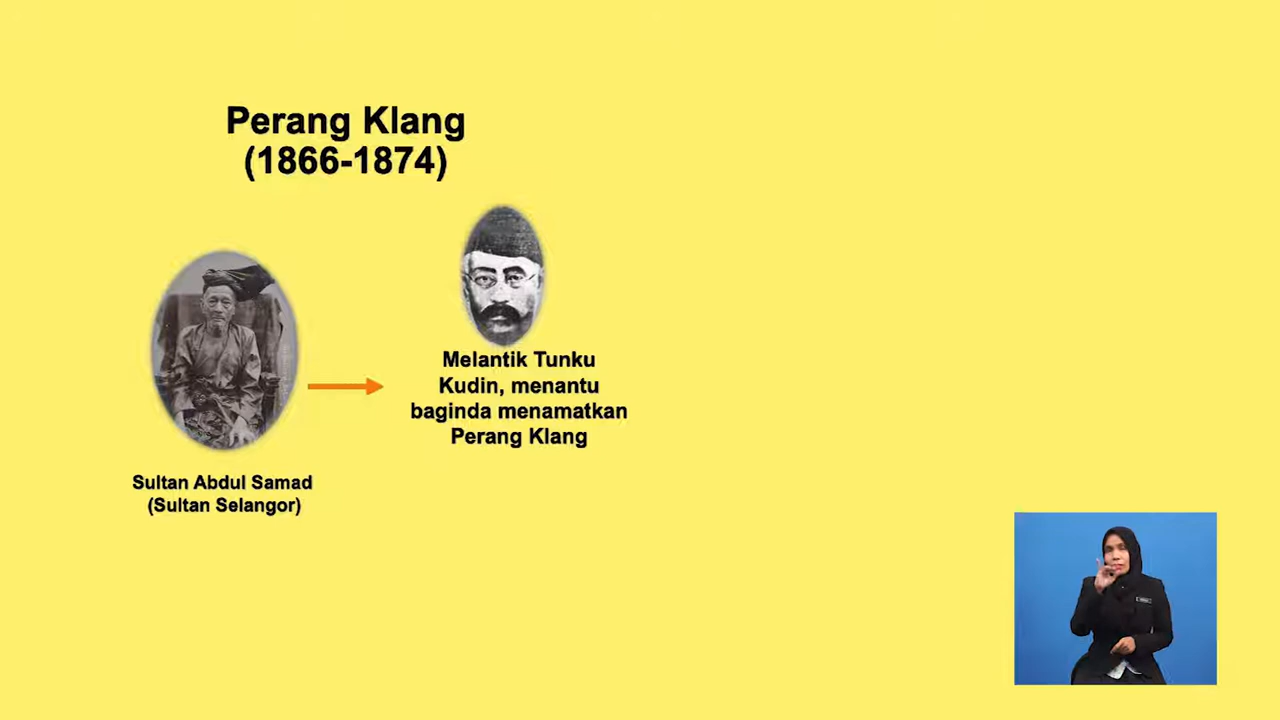 Perang Klang
(1866-1874)
Melantik Tunku
Kudin, menantu
baginda menamatkan
Perang Klang
Sultan Abdul Samad
(Sultan Selangor)